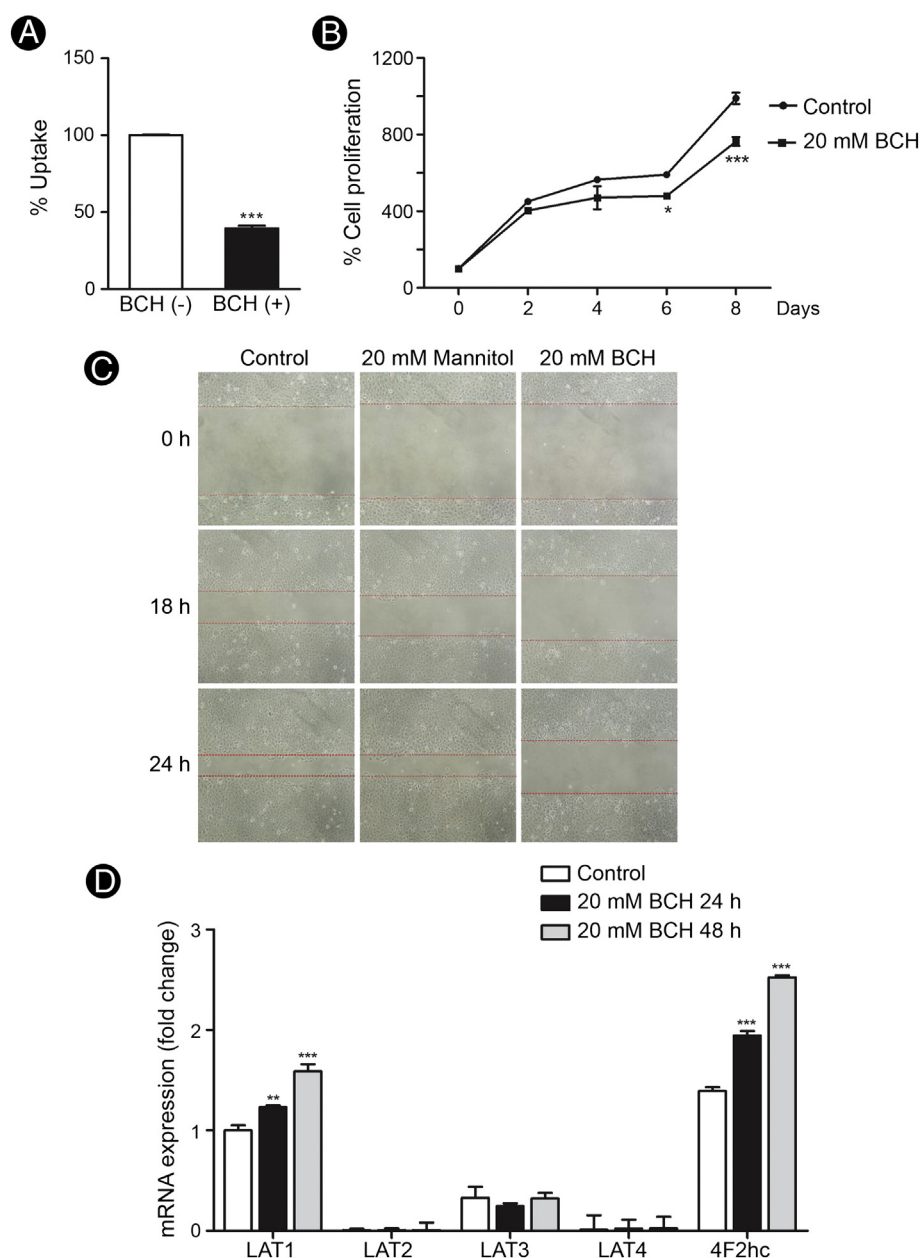 A
% Uptake
150
100
50
0
***
BCH (-)
BCH (+)
B
% Cell proliferation
1200
800
400
0
0
2
4
6
8
Days
*
***
Control
20 mM BCH
C
Control
20 mM Mannitol
20 mM BCH
0 h
18 h
24 h
D
Control
20 mM BCH 24 h
20 mM BCH 48 h
mRNA expression (fold change)
3
2
1
0
**
***
***
***
LAT1
LAT2
LAT3
LAT4
4F2hc